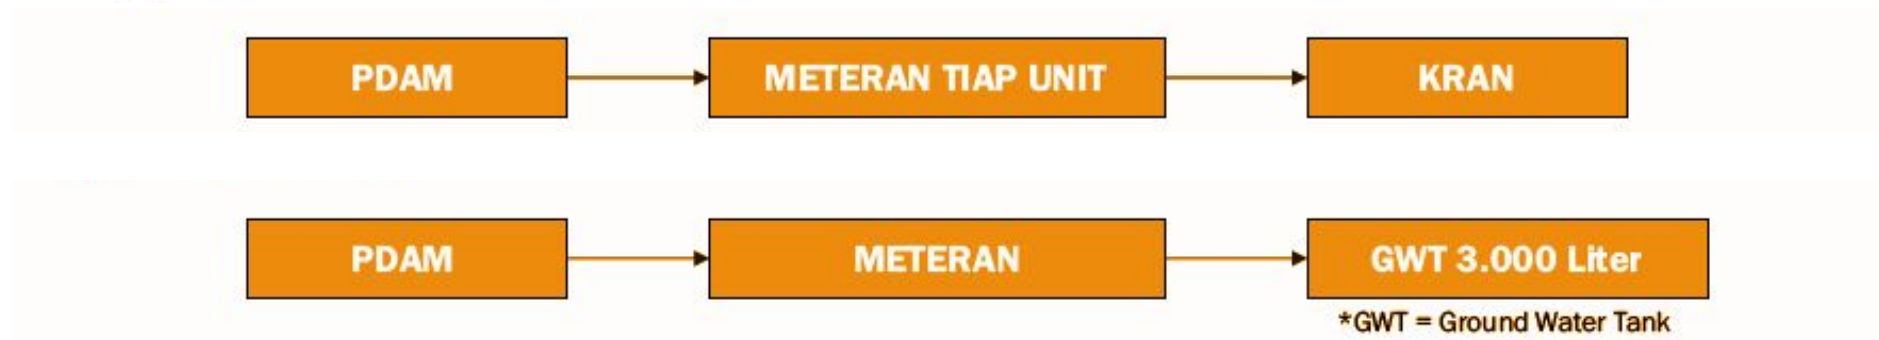 PDAM
METERAN TIAP UNIT
KRAN
PDAM
METERAN
GWT 3.000 Liter
*GWT = Ground Water Tank